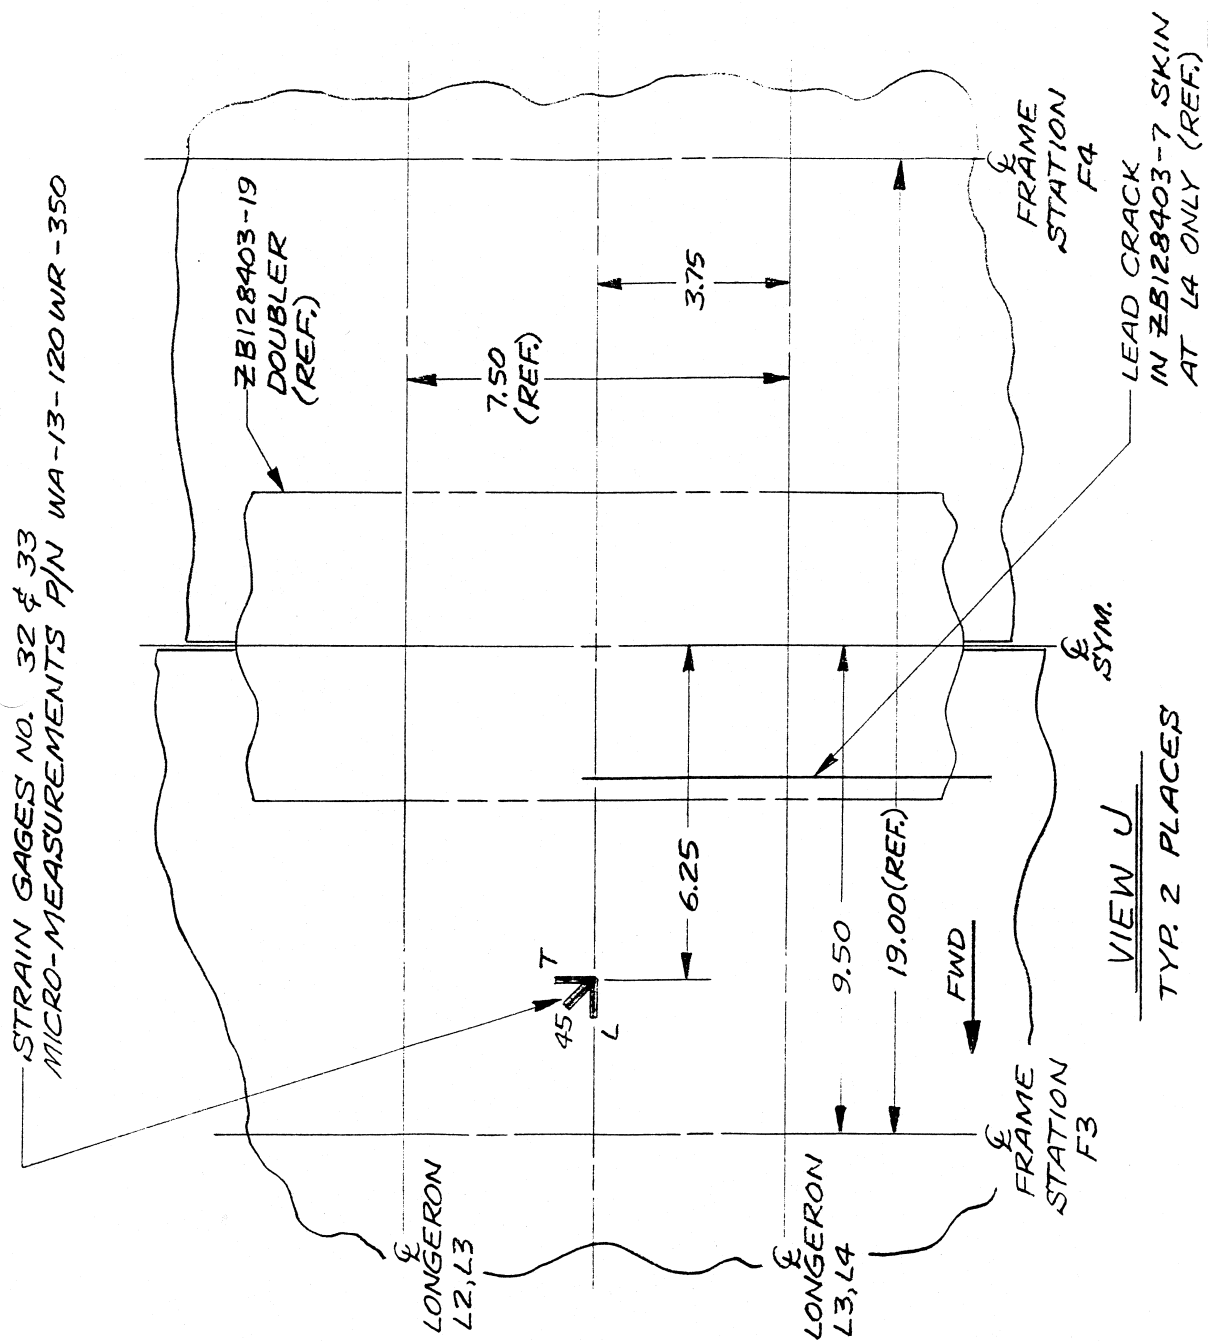 STRAIN GAGES NO. 32 & 33
MICRO-MEASUREMENTS P/N WA-13-120WR-350
ZB128403-19
DOUBLER
(REF.)
7.50
(REF.)
3.75
T
45
L
6.25
9.50
19.00(REF.)
FWD
℄
LONGERON
L2,L3
℄
LONGERON
L3,L4
℄
FRAME
STATION
F3
℄
SYM.
℄
FRAME
STATION
F4
LEAD CRACK
IN ZB128403-7 SKIN
AT L4 ONLY (REF.)
VIEW J
TYP. 2 PLACES